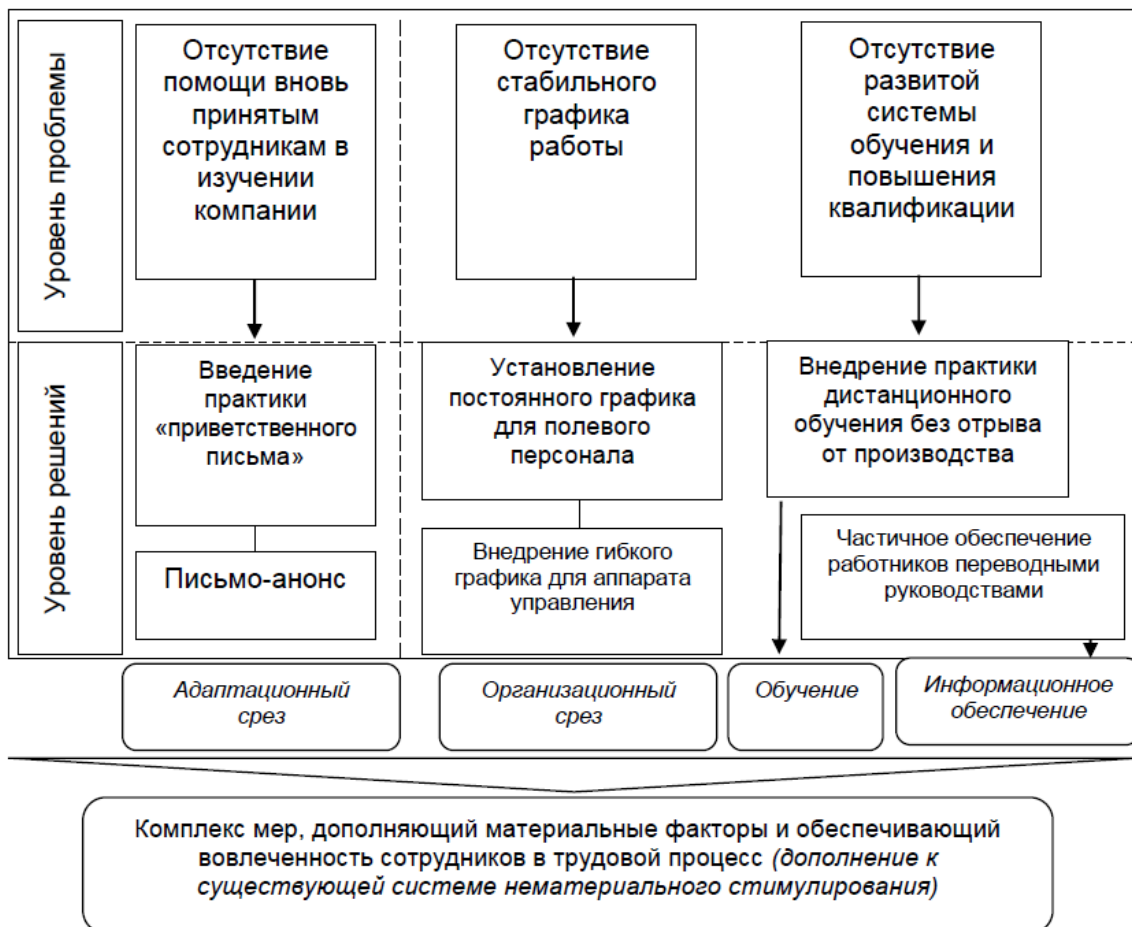 Уровень проблемы
Отсутствие
помощи вновь
принятым
сотрудникам в
изучении
компании
Отсутствие
стабильного
графика
работы
Отсутствие
развитой
системы
обучения и
повышения
квалификации
Уровень решений
Введение
практики
«приветственного
письма»
Установление
постоянного графика
для полевого
персонала
Внедрение практики
дистанционного
обучения без отрыва
от производства
Письмо-анонс
Внедрение гибкого
графика для аппарата
управления
Частичное обеспечение
работников переводными
руководствами
Адаптационный
срез
Организационный
срез
Обучение
Информационное
обеспечение
Комплекс мер, дополняющий материальные факторы и обеспечивающий
вовлеченность сотрудников в трудовой процесс (дополнение к
существующей системе нематериального стимулирования)